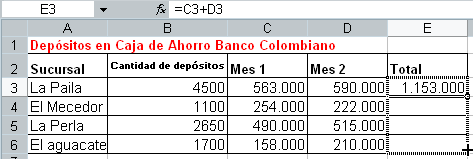 E3 fx =C3+D3
A B C D E
1 Depósitos en Caja de Ahorro Banco Colombiano
2 Sucursal Cantidad de depósitos Mes 1 Mes 2 Total
3 La Paila 4500 563.000 590.000 1.153.000
4 El Mecedor 1100 254.000 222.000
5 La Perla 2650 490.000 515.000
6 El aguacate 1700 158.000 210.000